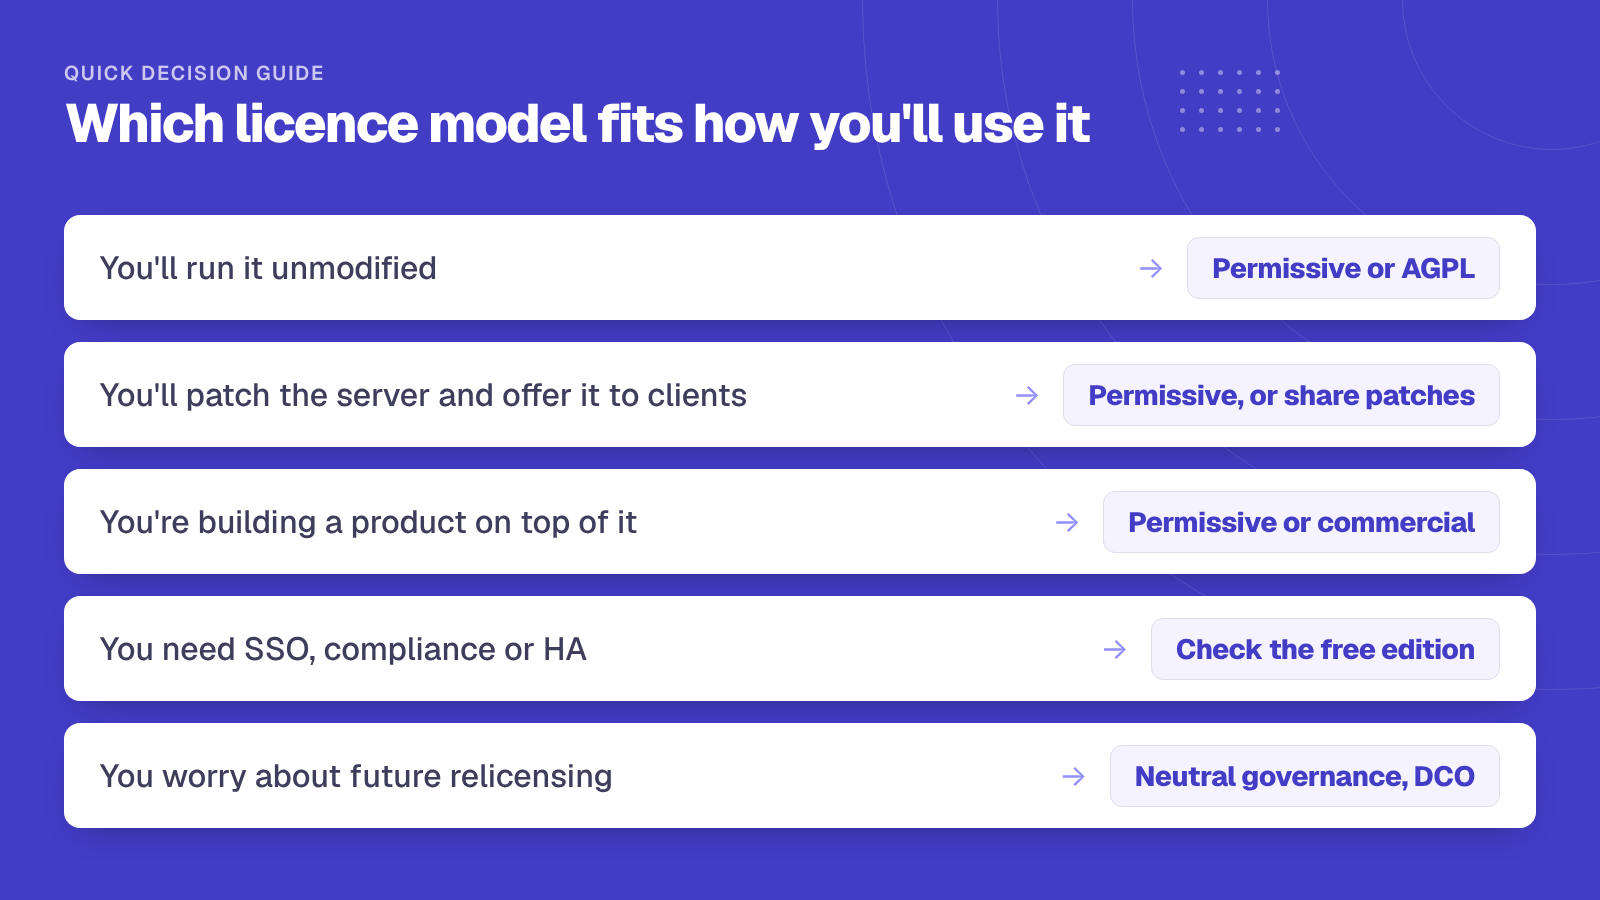 QUICK DECISION GUIDE
Which licence model fits how you'll use it
You'll run it unmodified → Permissive or AGPL
You'll patch the server and offer it to clients → Permissive, or share patches
You're building a product on top of it → Permissive or commercial
You need SSO, compliance or HA → Check the free edition
You worry about future relicensing → Neutral governance, DCO